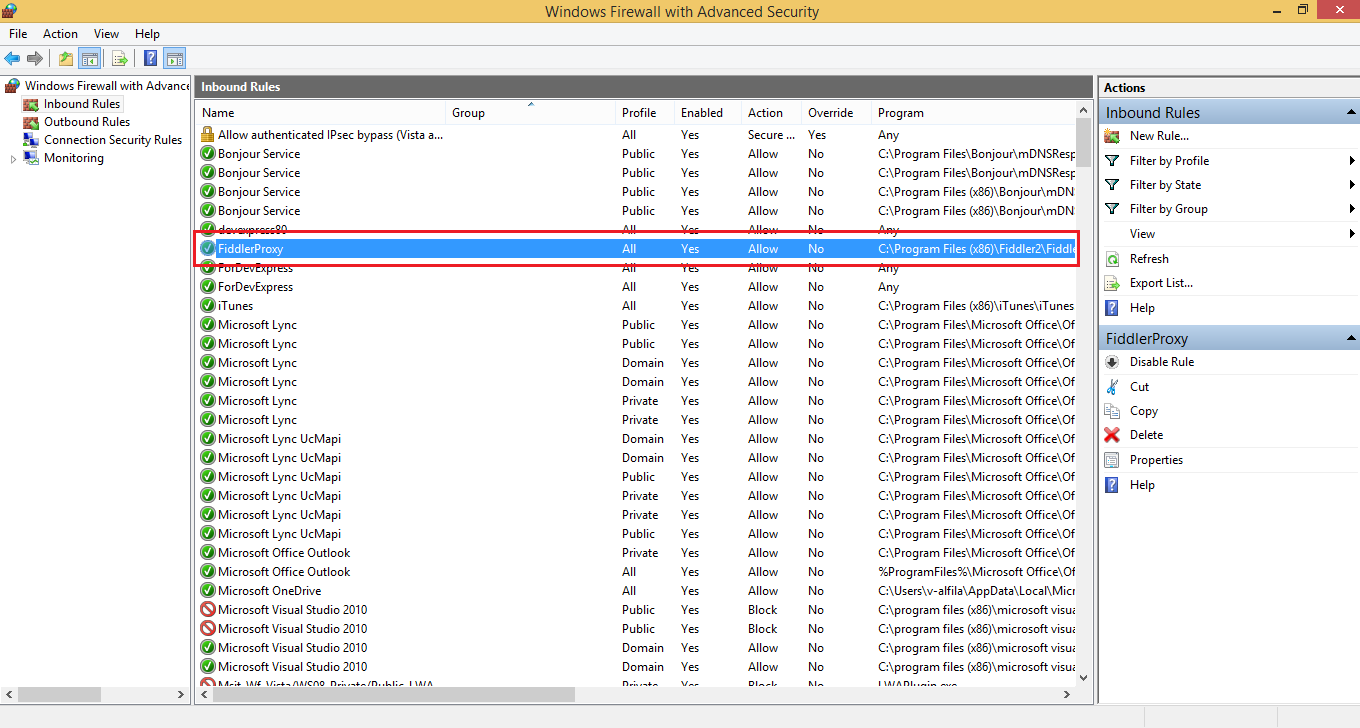 Windows Firewall with Advanced Security
File Action View Help
Windows Firewall with Advance
Inbound Rules
Outbound Rules
Connection Security Rules
Monitoring
Inbound Rules
Name Group Profile Enabled Action Override Program
Allow authenticated IPsec bypass (Vista a... All Yes Secure ... Yes Any
Bonjour Service Public Yes Allow No C:\Program Files\Bonjour\mDNSResp
Bonjour Service Public Yes Allow No C:\Program Files\Bonjour\mDNSResp
Bonjour Service Public Yes Allow No C:\Program Files (x86)\Bonjour\mDNS
Bonjour Service Public Yes Allow No C:\Program Files (x86)\Bonjour\mDNS
devexpress80 All Yes Allow No Any
FiddlerProxy All Yes Allow No C:\Program Files (x86)\Fiddler2\Fiddle
ForDevExpress All Yes Allow No Any
ForDevExpress All Yes Allow No Any
iTunes All Yes Allow No C:\Program Files (x86)\iTunes\iTunes
Microsoft Lync Public Yes Allow No C:\Program Files\Microsoft Office\Of
Microsoft Lync Public Yes Allow No C:\Program Files\Microsoft Office\Of
Microsoft Lync Domain Yes Allow No C:\Program Files\Microsoft Office\Of
Microsoft Lync Domain Yes Allow No C:\Program Files\Microsoft Office\Of
Microsoft Lync Private Yes Allow No C:\Program Files\Microsoft Office\Of
Microsoft Lync Private Yes Allow No C:\Program Files\Microsoft Office\Of
Microsoft Lync UcMapi Domain Yes Allow No C:\Program Files\Microsoft Office\Of
Microsoft Lync UcMapi Domain Yes Allow No C:\Program Files\Microsoft Office\Of
Microsoft Lync UcMapi Public Yes Allow No C:\Program Files\Microsoft Office\Of
Microsoft Lync UcMapi Private Yes Allow No C:\Program Files\Microsoft Office\Of
Microsoft Lync UcMapi Private Yes Allow No C:\Program Files\Microsoft Office\Of
Microsoft Lync UcMapi Public Yes Allow No C:\Program Files\Microsoft Office\Of
Microsoft Office Outlook Private Yes Allow No C:\Program Files\Microsoft Office\Of
Microsoft Office Outlook All Yes Allow No %ProgramFiles%\Microsoft Office\Of
Microsoft OneDrive All Yes Allow No C:\Users\v-alfila\AppData\Local\Micr
Microsoft Visual Studio 2010 Public Yes Block No C:\program files (x86)\microsoft visua
Microsoft Visual Studio 2010 Public Yes Block No C:\program files (x86)\microsoft visua
Microsoft Visual Studio 2010 Domain Yes Allow No C:\program files (x86)\microsoft visua
Microsoft Visual Studio 2010 Domain Yes Allow No C:\program files (x86)\microsoft visua
Msit_Wf_Vista/WS08_Private/Public_LWA Private Yes Block No LWAPlugin.exe
Actions
Inbound Rules
New Rule...
Filter by Profile
Filter by State
Filter by Group
View
Refresh
Export List...
Help
FiddlerProxy
Disable Rule
Cut
Copy
Delete
Properties
Help